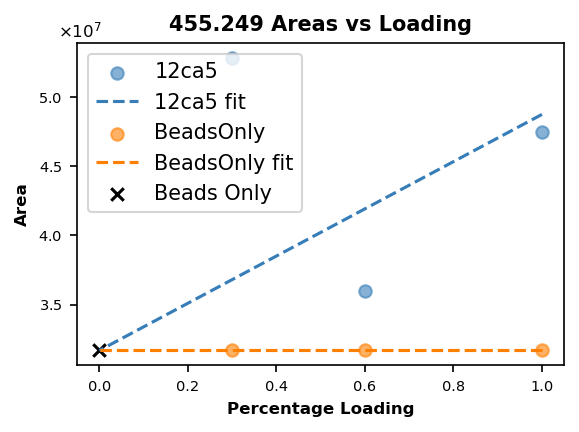 455.249 Areas vs Loading
×10⁷
12ca5
12ca5 fit
BeadsOnly
BeadsOnly fit
Beads Only
5.0
4.5
4.0
3.5
Area
0.0 0.2 0.4 0.6 0.8 1.0
Percentage Loading